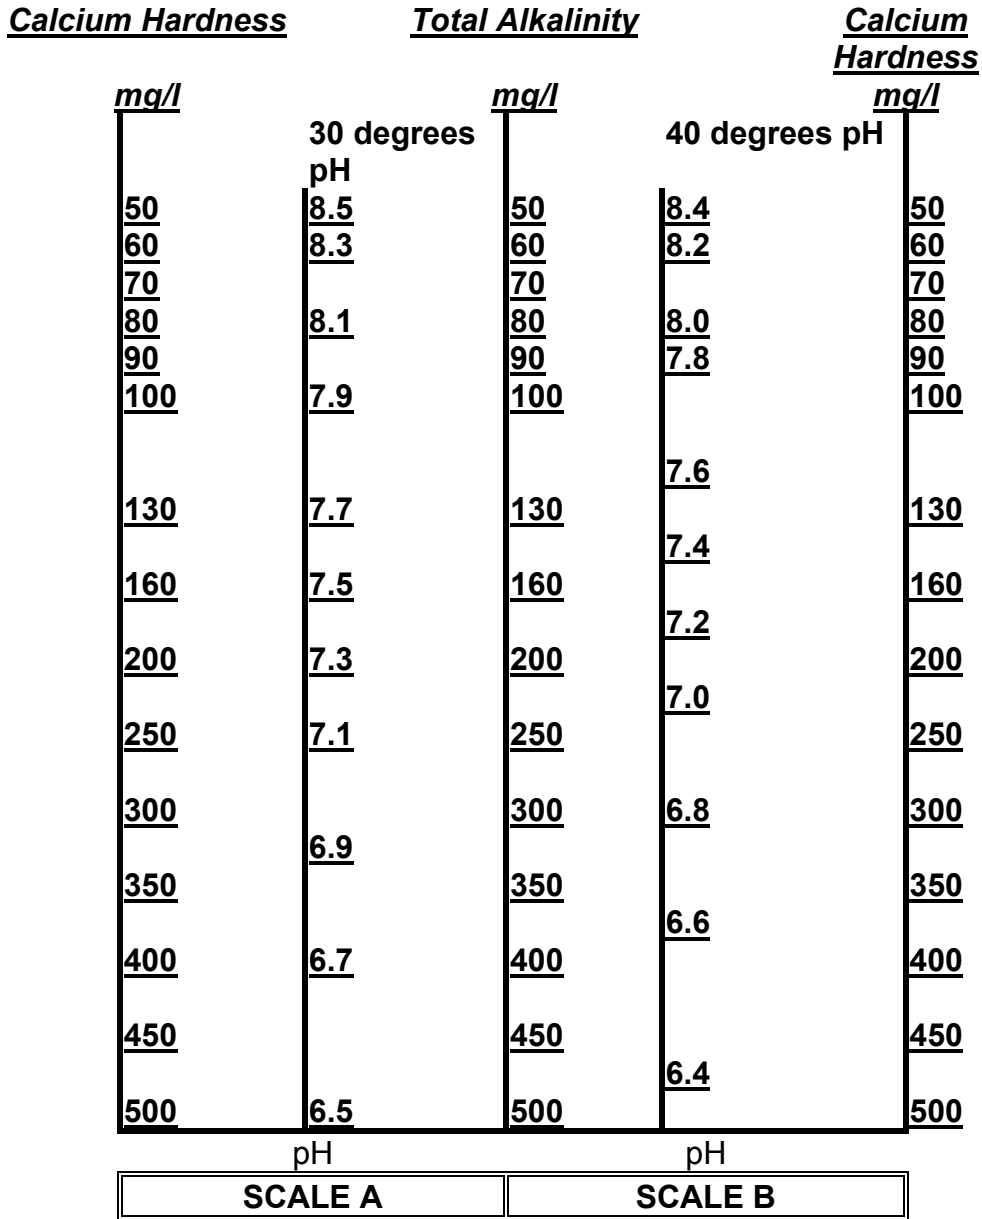 Calcium Hardness Total Alkalinity Calcium
Hardness
mg/l mg/l mg/l
30 degrees 40 degrees pH
pH
50 8.5 50 8.4 50
60 8.3 60 8.2 60
70 70 70
80 8.1 80 8.0 80
90 90 7.8 90
100 7.9 100 100
7.6
130 7.7 130 130
7.4
160 7.5 160 160
7.2
200 7.3 200 200
7.0
250 7.1 250 250
300 300 6.8 300
6.9
350 350 350
6.6
400 6.7 400 400
450 450 450
6.4
500 6.5 500 500
pH pH
SCALE A SCALE B